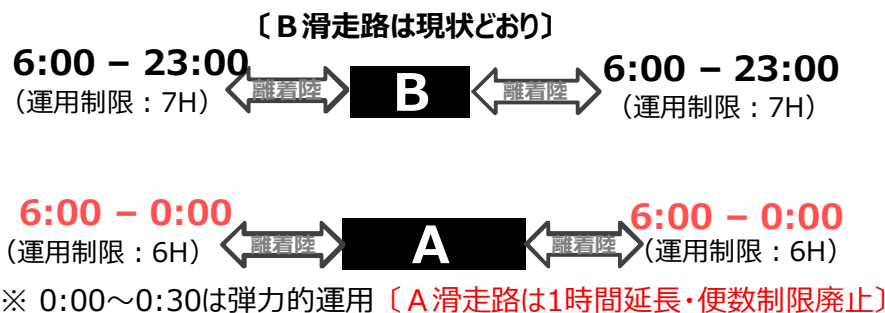 〔Ｂ滑走路は現状どおり〕
6:00 – 23:00
（運用制限：7H）
離着陸
B
離着陸
6:00 – 23:00
（運用制限：7H）
6:00 – 0:00
（運用制限：6H）
離着陸
A
離着陸
6:00 – 0:00
（運用制限：6H）
※ 0:00～0:30は弾力的運用〔Ａ滑走路は1時間延長・便数制限廃止〕